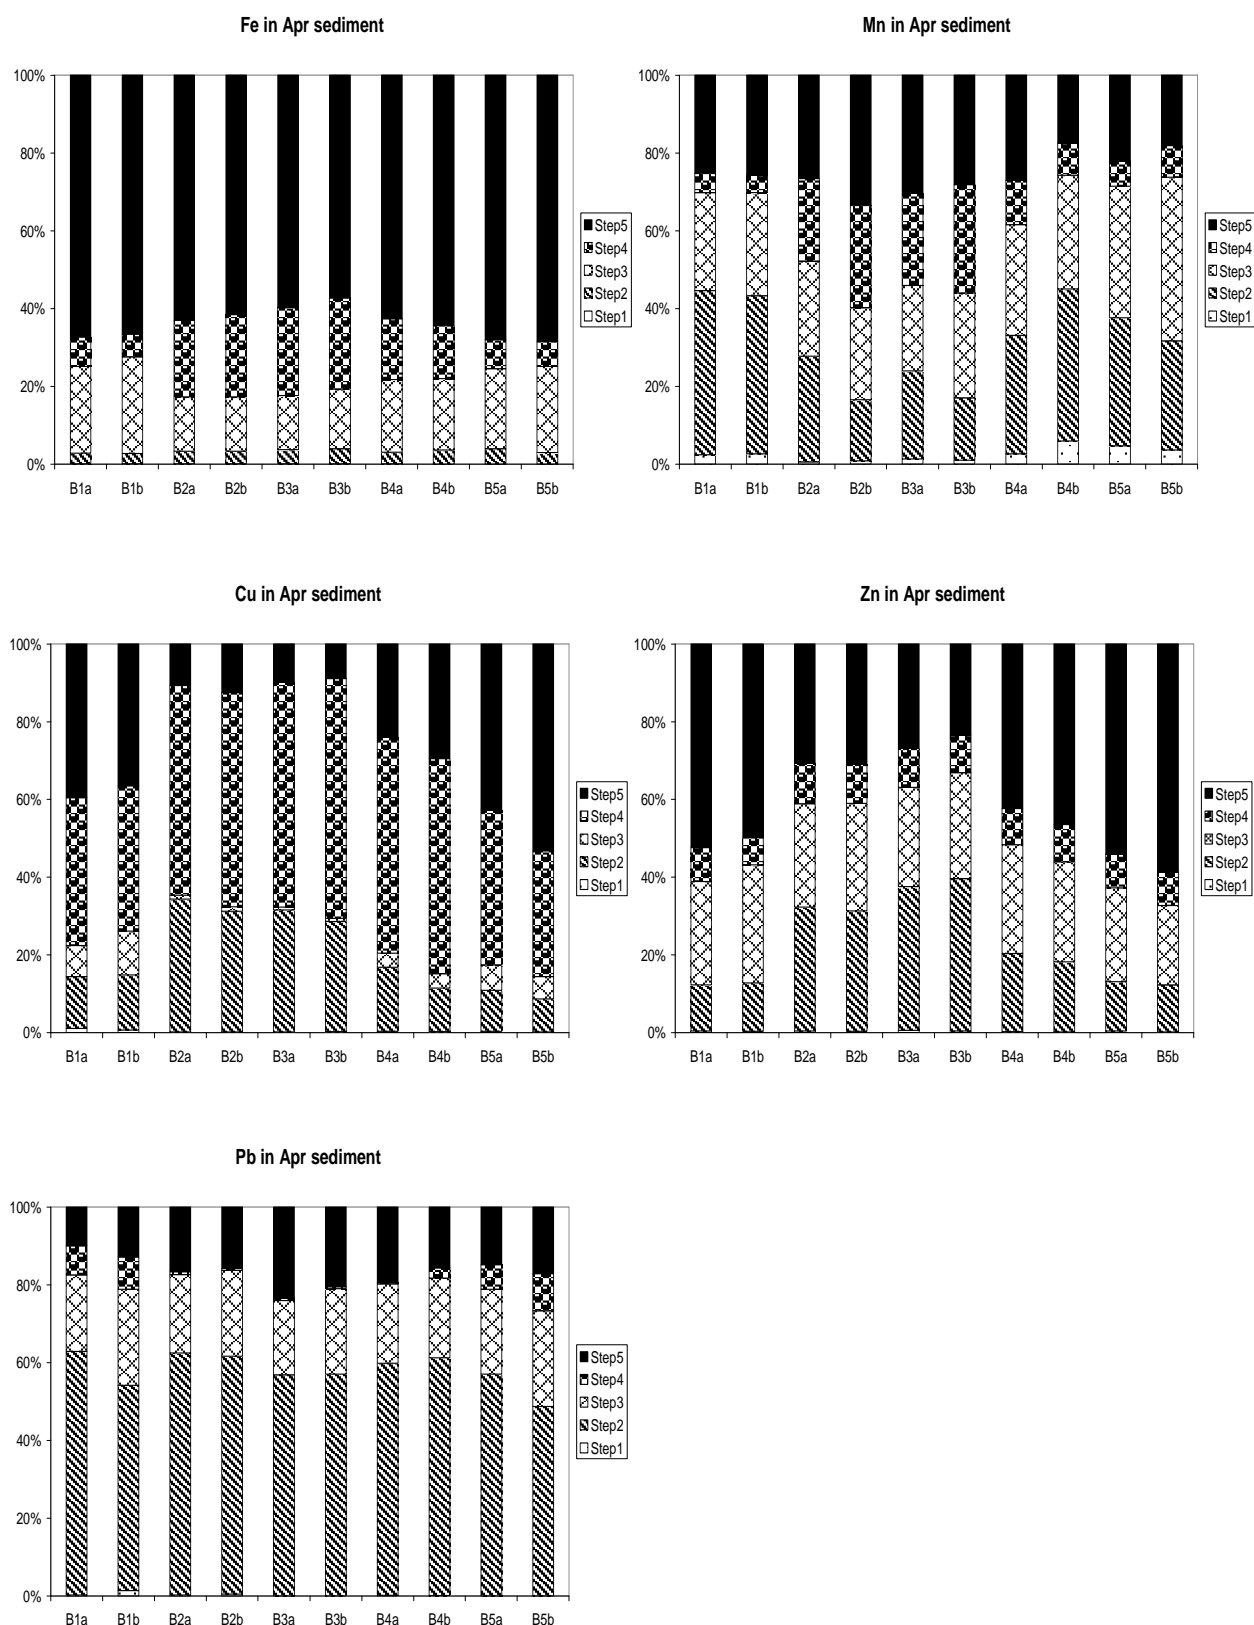 Fe in Apr sediment
100%
80%
60%
40%
20%
0%
B1a B1b B2a B2b B3a B3b B4a B4b B5a B5b
Step5
Step4
Step3
Step2
Step1
Mn in Apr sediment
100%
80%
60%
40%
20%
0%
B1a B1b B2a B2b B3a B3b B4a B4b B5a B5b
Step5
Step4
Step3
Step2
Step1
Cu in Apr sediment
100%
80%
60%
40%
20%
0%
B1a B1b B2a B2b B3a B3b B4a B4b B5a B5b
Step5
Step4
Step3
Step2
Step1
Zn in Apr sediment
100%
80%
60%
40%
20%
0%
B1a B1b B2a B2b B3a B3b B4a B4b B5a B5b
Step5
Step4
Step3
Step2
Step1
Pb in Apr sediment
100%
80%
60%
40%
20%
0%
B1a B1b B2a B2b B3a B3b B4a B4b B5a B5b
Step5
Step4
Step3
Step2
Step1